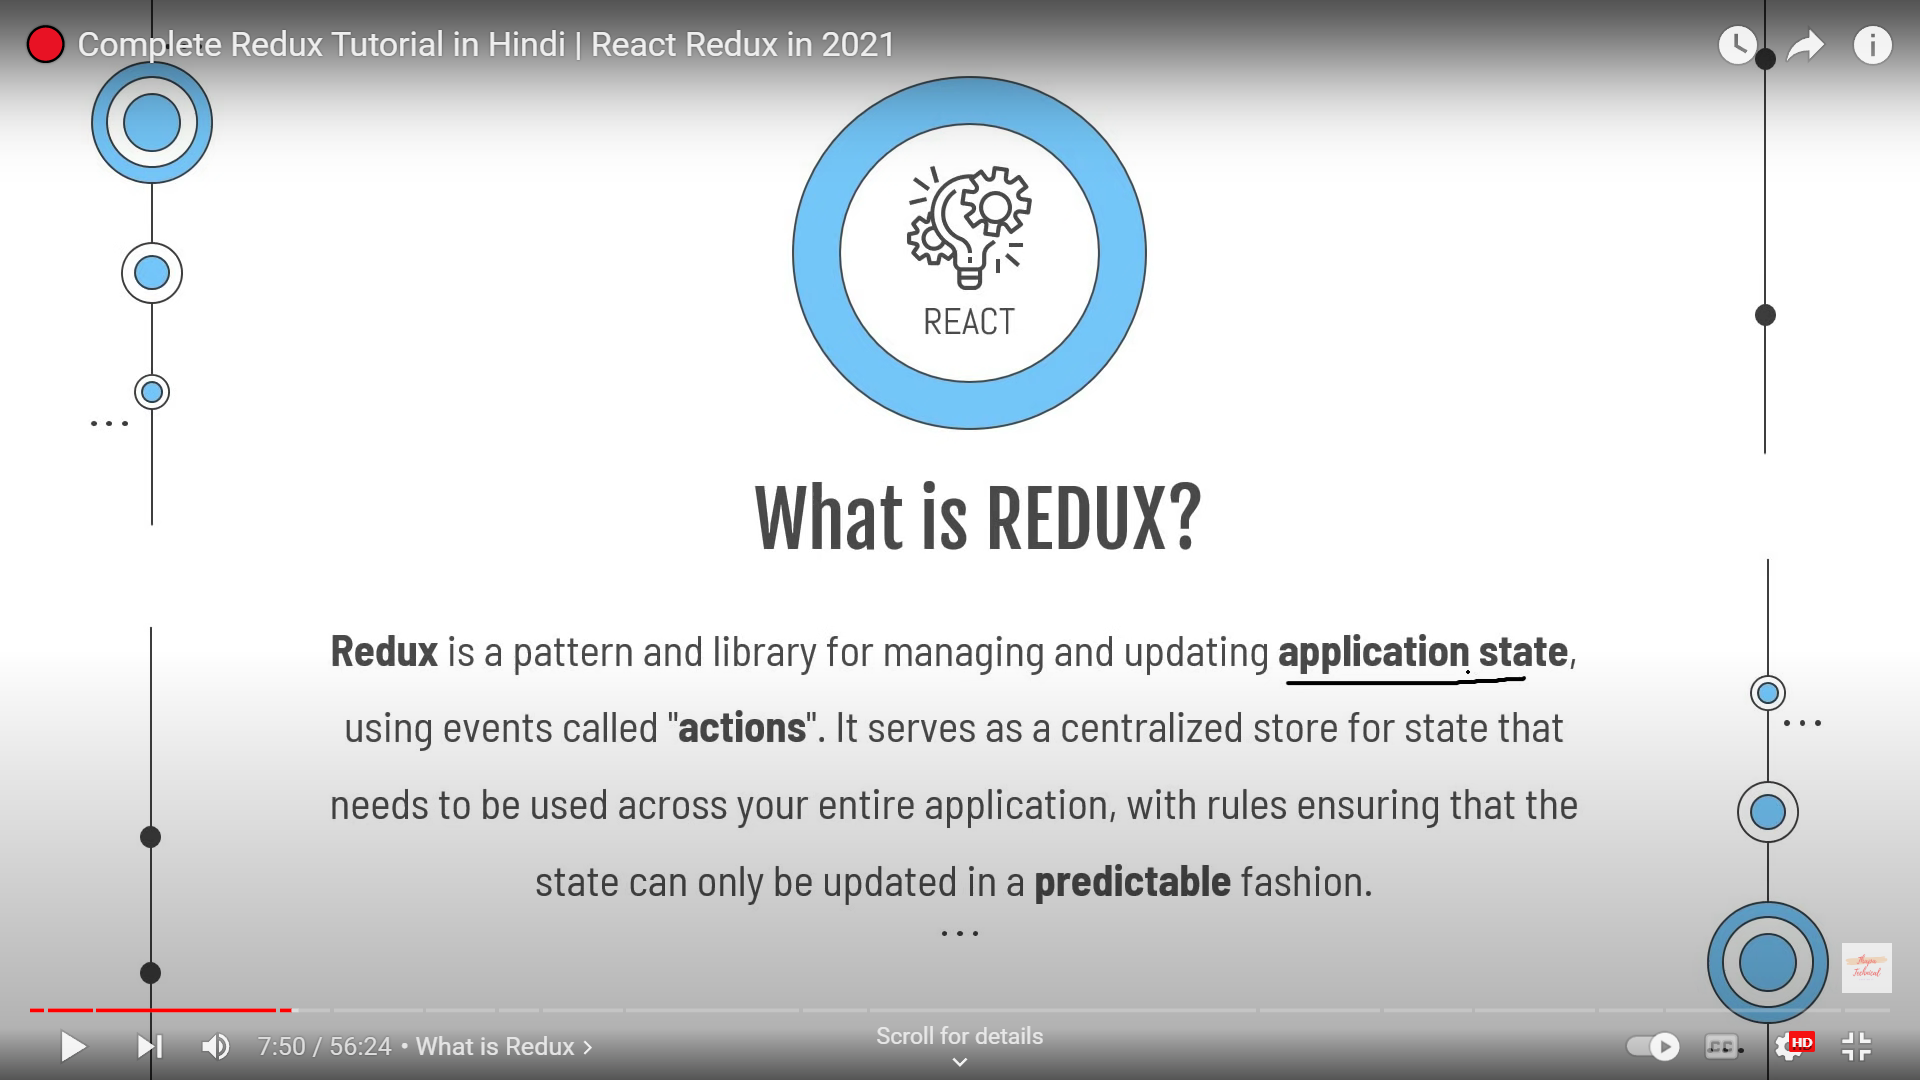 Complete Redux Tutorial in Hindi | React Redux in 2021
REACT
What is REDUX?
Redux is a pattern and library for managing and updating application state,
using events called "actions". It serves as a centralized store for state that
needs to be used across your entire application, with rules ensuring that the
state can only be updated in a predictable fashion.
Thapa
Technical
Scroll for details
7:50 / 56:24 • What is Redux
CC
HD